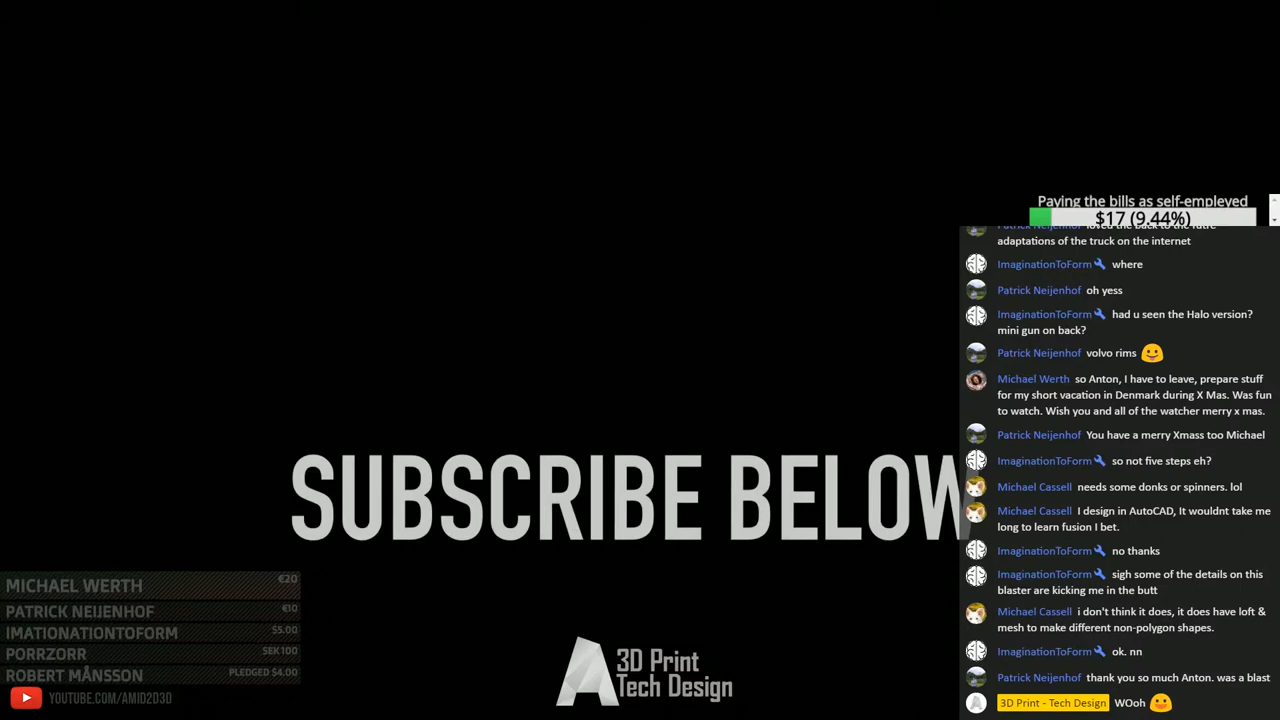 Paying the bills as self-empleyed
$17 (9.44%)
Patrick Neijenhof loved the back to the futre
adaptations of the truck on the internet
ImaginationToForm where
Patrick Neijenhof oh yess
ImaginationToForm had u seen the Halo version?
mini gun on back?
Patrick Neijenhof volvo rims
Michael Werth so Anton, I have to leave, prepare stuff
for my short vacation in Denmark during X Mas. Was fun
to watch. Wish you and all of the watcher merry x mas.
Patrick Neijenhof You have a merry Xmass too Michael
ImaginationToForm so not five steps eh?
Michael Cassell needs some donks or spinners. lol
Michael Cassell I design in AutoCAD, It wouldnt take me
long to learn fusion I bet.
ImaginationToForm no thanks
ImaginationToForm sigh some of the details on this
blaster are kicking me in the butt
Michael Cassell i don't think it does, it does have loft &
mesh to make different non-polygon shapes.
ImaginationToForm ok. nn
Patrick Neijenhof thank you so much Anton. was a blast
3D Print - Tech Design WOoh
SUBSCRIBE BELOW
MICHAEL WERTH €20
PATRICK NEIJENHOF €10
IMATIONATIONTOFORM $5.00
PORRZORR SEK100
ROBERT MÅNSSON PLEDGED $4.00
YOUTUBE.COM/AMID2D3D
3D Print
Tech Design